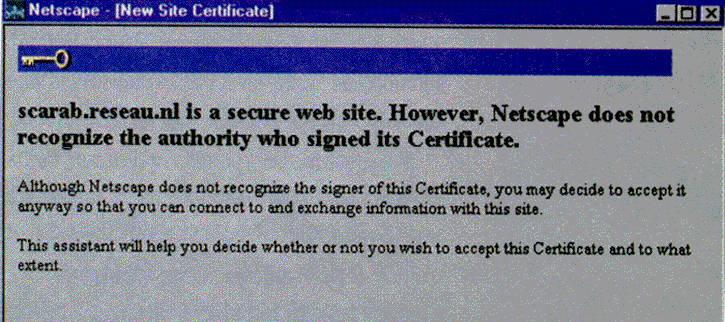 Netscape - [New Site Certificate]
scarab.reseau.nl is a secure web site. However, Netscape does not
recognize the authority who signed its Certificate.
Although Netscape does not recognize the signer of this Certificate, you may decide to accept it
anyway so that you can connect to and exchange information with this site.
This assistant will help you decide whether or not you wish to accept this Certificate and to what
extent.